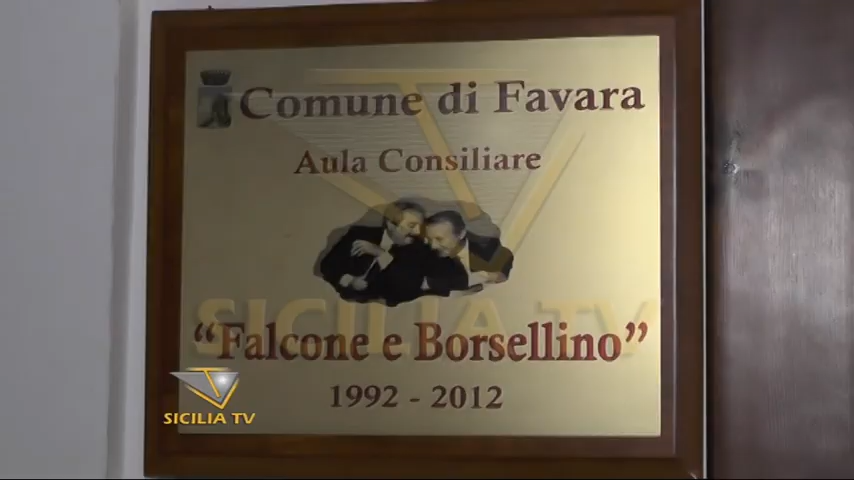 Comune di Favara
Aula Consiliare
SICILIA TV
“Falcone e Borsellino”
1992 - 2012
SICILIA TV